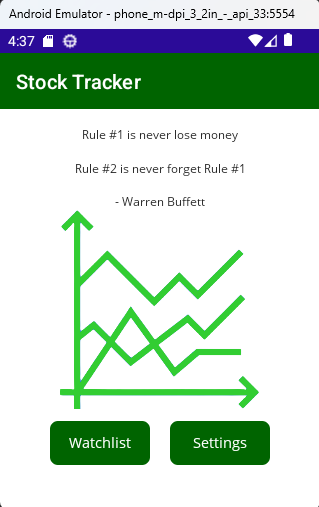 Android Emulator - phone_m-dpi_3_2in_-_api_33:5554
4:37
Stock Tracker
Rule #1 is never lose money
Rule #2 is never forget Rule #1
- Warren Buffett
Watchlist
Settings